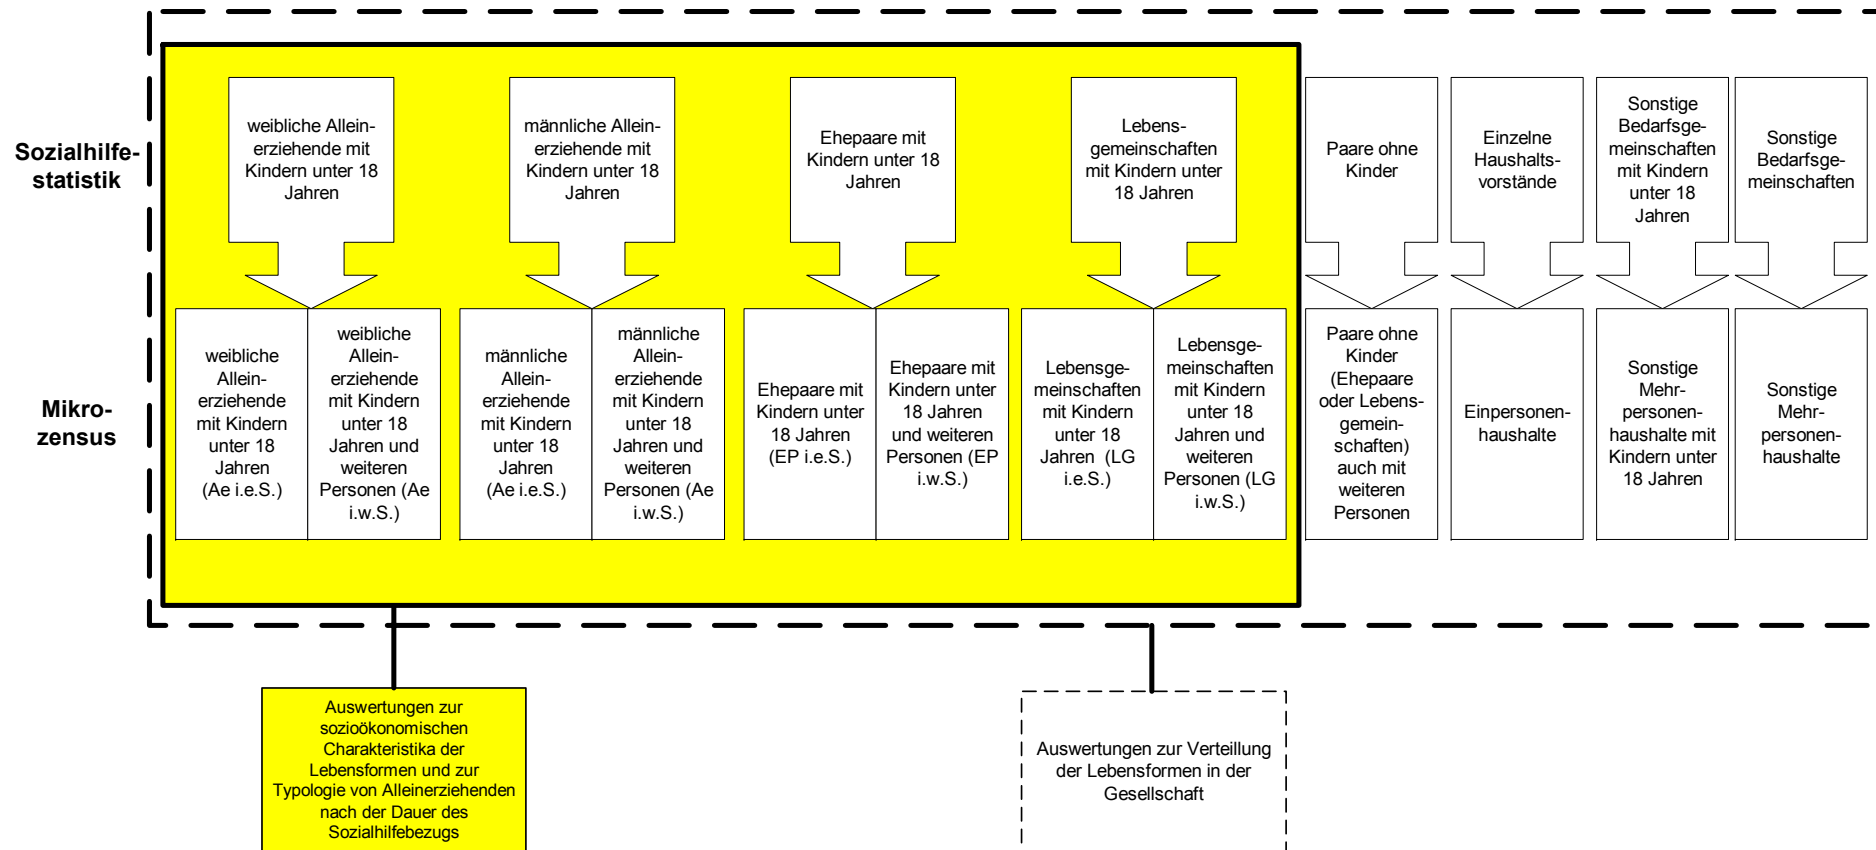 Sozialhilfe-
statistik
weibliche Allein-
erziehende mit
Kindern unter 18
Jahren
männliche Allein-
erziehende mit
Kindern unter 18
Jahren
Ehepaare mit
Kindern unter 18
Jahren
Lebens-
gemeinschaften
mit Kindern unter
18 Jahren
Paare ohne
Kinder
Einzelne
Haushalts-
vorstände
Sonstige
Bedarfsge-
meinschaften
mit Kindern
unter 18
Jahren
Sonstige
Bedarfsge-
meinschaften
Mikro-
zensus
weibliche
Allein-
erziehende
mit Kindern
unter 18
Jahren
(Ae i.e.S.)
weibliche
Allein-
erziehende
mit Kindern
unter 18
Jahren und
weiteren
Personen (Ae
i.w.S.)
männliche
Allein-
erziehende
mit Kindern
unter 18
Jahren
(Ae i.e.S.)
männliche
Allein-
erziehende
mit Kindern
unter 18
Jahren und
weiteren
Personen (Ae
i.w.S.)
Ehepaare mit
Kindern unter
18 Jahren
(EP i.e.S.)
Ehepaare mit
Kindern unter
18 Jahren
und weiteren
Personen (EP
i.w.S.)
Lebensge-
meinschaften
mit Kindern
unter 18
Jahren (LG
i.e.S.)
Lebensge-
meinschaften
mit Kindern
unter 18
Jahren und
weiteren
Personen (LG
i.w.S.)
Paare ohne
Kinder
(Ehepaare
oder Lebens-
gemein-
schaften)
auch mit
weiteren
Personen
Einpersonen-
haushalte
Sonstige
Mehr-
personen-
haushalte mit
Kindern unter
18 Jahren
Sonstige
Mehr-
personen-
haushalte
Auswertungen zur
sozioökonomischen
Charakteristika der
Lebensformen und zur
Typologie von Alleinerziehenden
nach der Dauer des
Sozialhilfebezugs
Auswertungen zur Verteillung
der Lebensformen in der
Gesellschaft